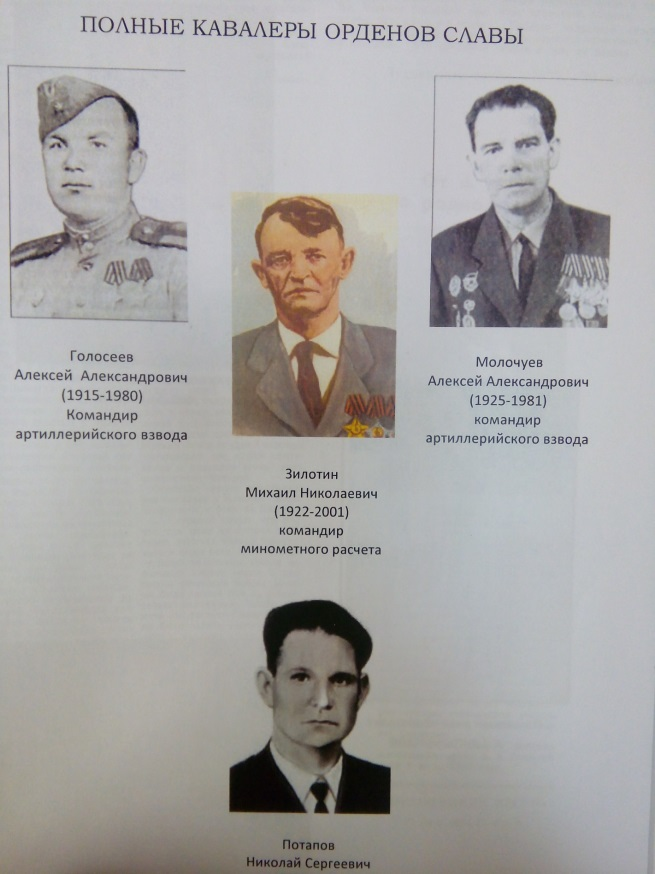 ПОЛНЫЕ КАВАЛЕРЫ ОРДЕНОВ СЛАВЫ
Голосеев
Алексей Александрович
(1915-1980)
Командир
артиллерийского взвода
Молочуев
Алексей Александрович
(1925-1981)
командир
артиллерийского взвода
Зилотин
Михаил Николаевич
(1922-2001)
командир
минометного расчета
Потапов
Николай Сергеевич